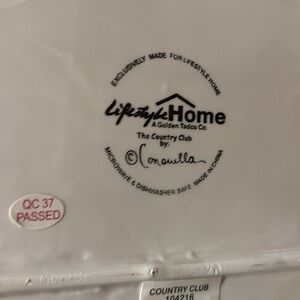 EXCLUSIVELY MADE FOR LIFESTYLE HOME
Lifestyle Home
A Golden Tadco Co.
The Country Club
by:
© Conarella
MICROWAVE & DISHWASHER SAFE MADE IN CHINA
QC 37
PASSED
COUNTRY CLUB
104216